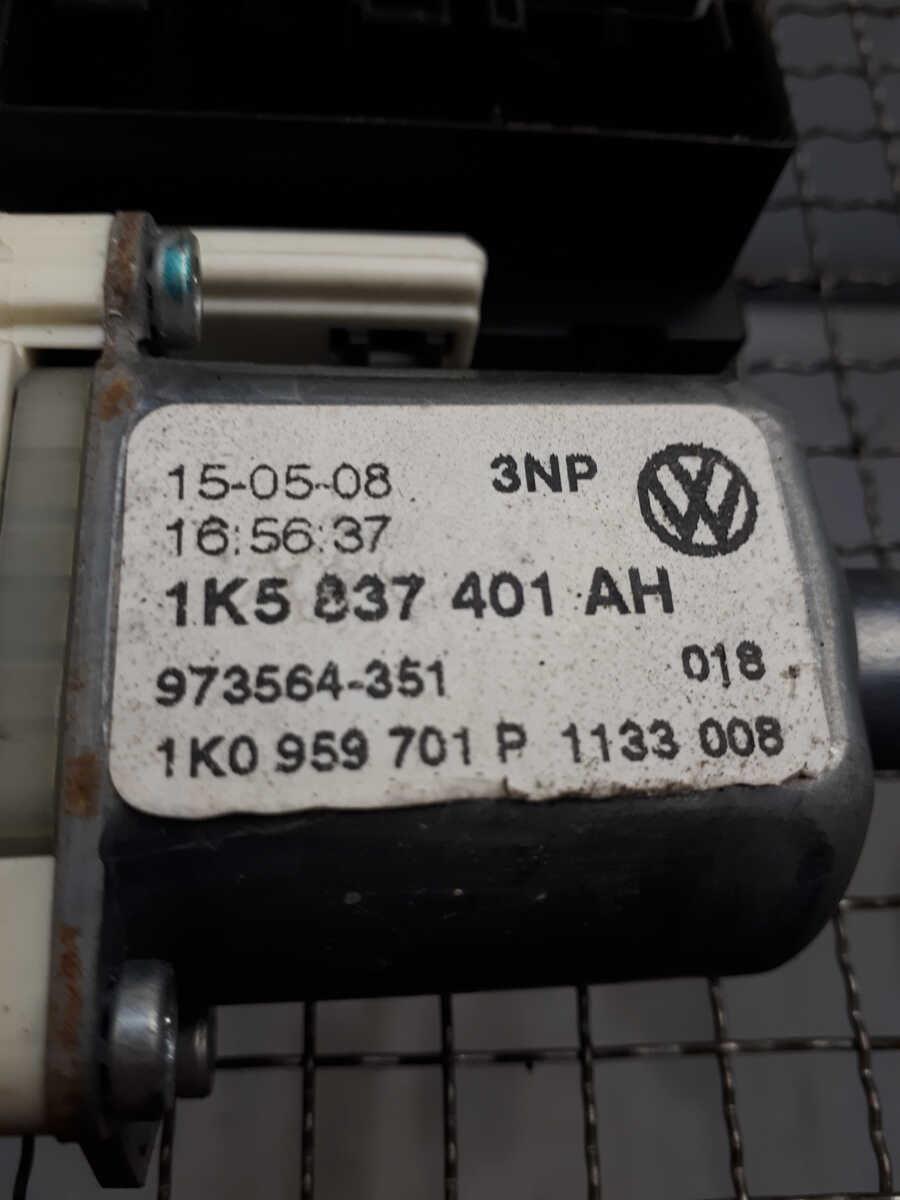 15-05-08 3NP
16:56:37
1K5 837 401 AH
973564-351 018
1K0 959 701 P 1133 008